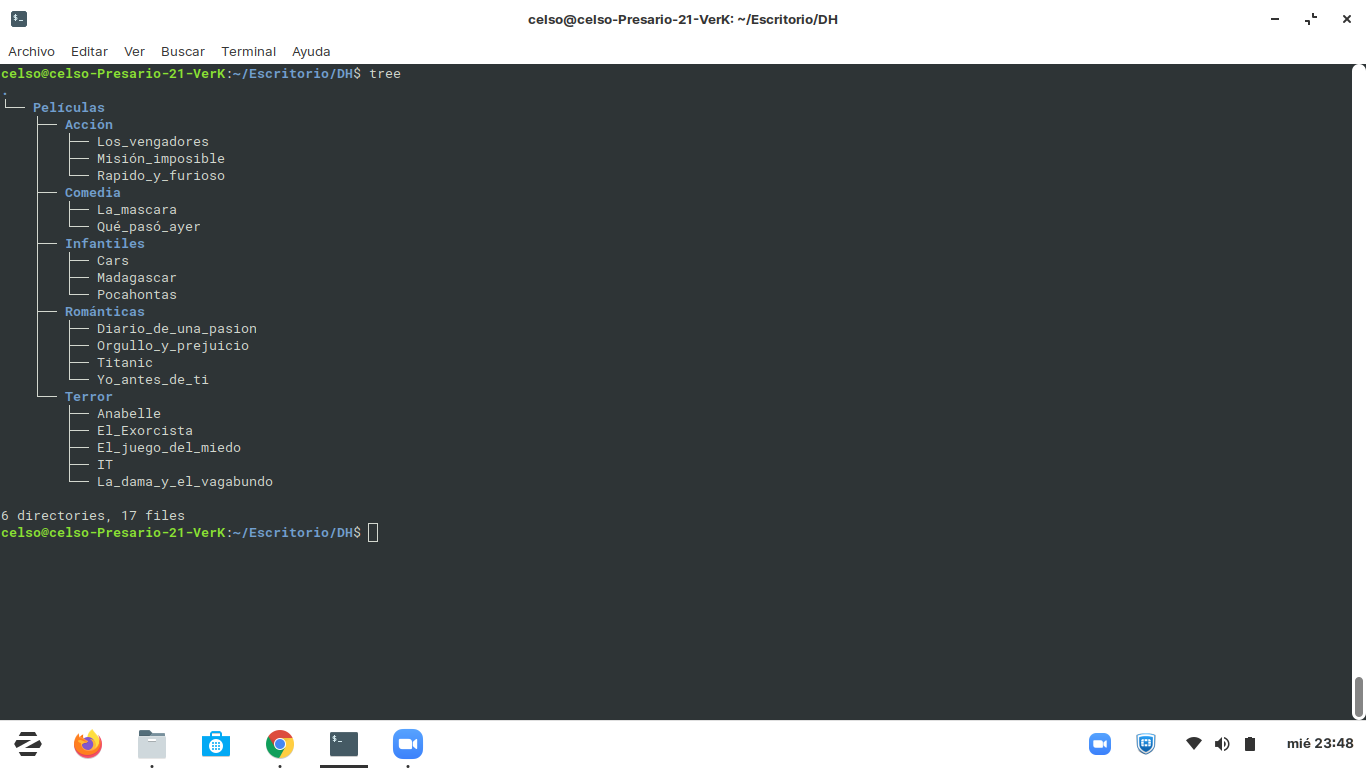 celso@celso-Presario-21-VerK: ~/Escritorio/DH
Archivo Editar Ver Buscar Terminal Ayuda
celso@celso-Presario-21-VerK:~/Escritorio/DH$ tree
.
└── Películas
    ├── Acción
    │   ├── Los_vengadores
    │   ├── Misión_imposible
    │   └── Rapido_y_furioso
    ├── Comedia
    │   ├── La_mascara
    │   └── Qué_pasó_ayer
    ├── Infantiles
    │   ├── Cars
    │   ├── Madagascar
    │   └── Pocahontas
    ├── Románticas
    │   ├── Diario_de_una_pasion
    │   ├── Orgullo_y_prejuicio
    │   ├── Titanic
    │   └── Yo_antes_de_ti
    └── Terror
        ├── Anabelle
        ├── El_Exorcista
        ├── El_juego_del_miedo
        ├── IT
        └── La_dama_y_el_vagabundo
6 directories, 17 files
celso@celso-Presario-21-VerK:~/Escritorio/DH$
mié 23:48